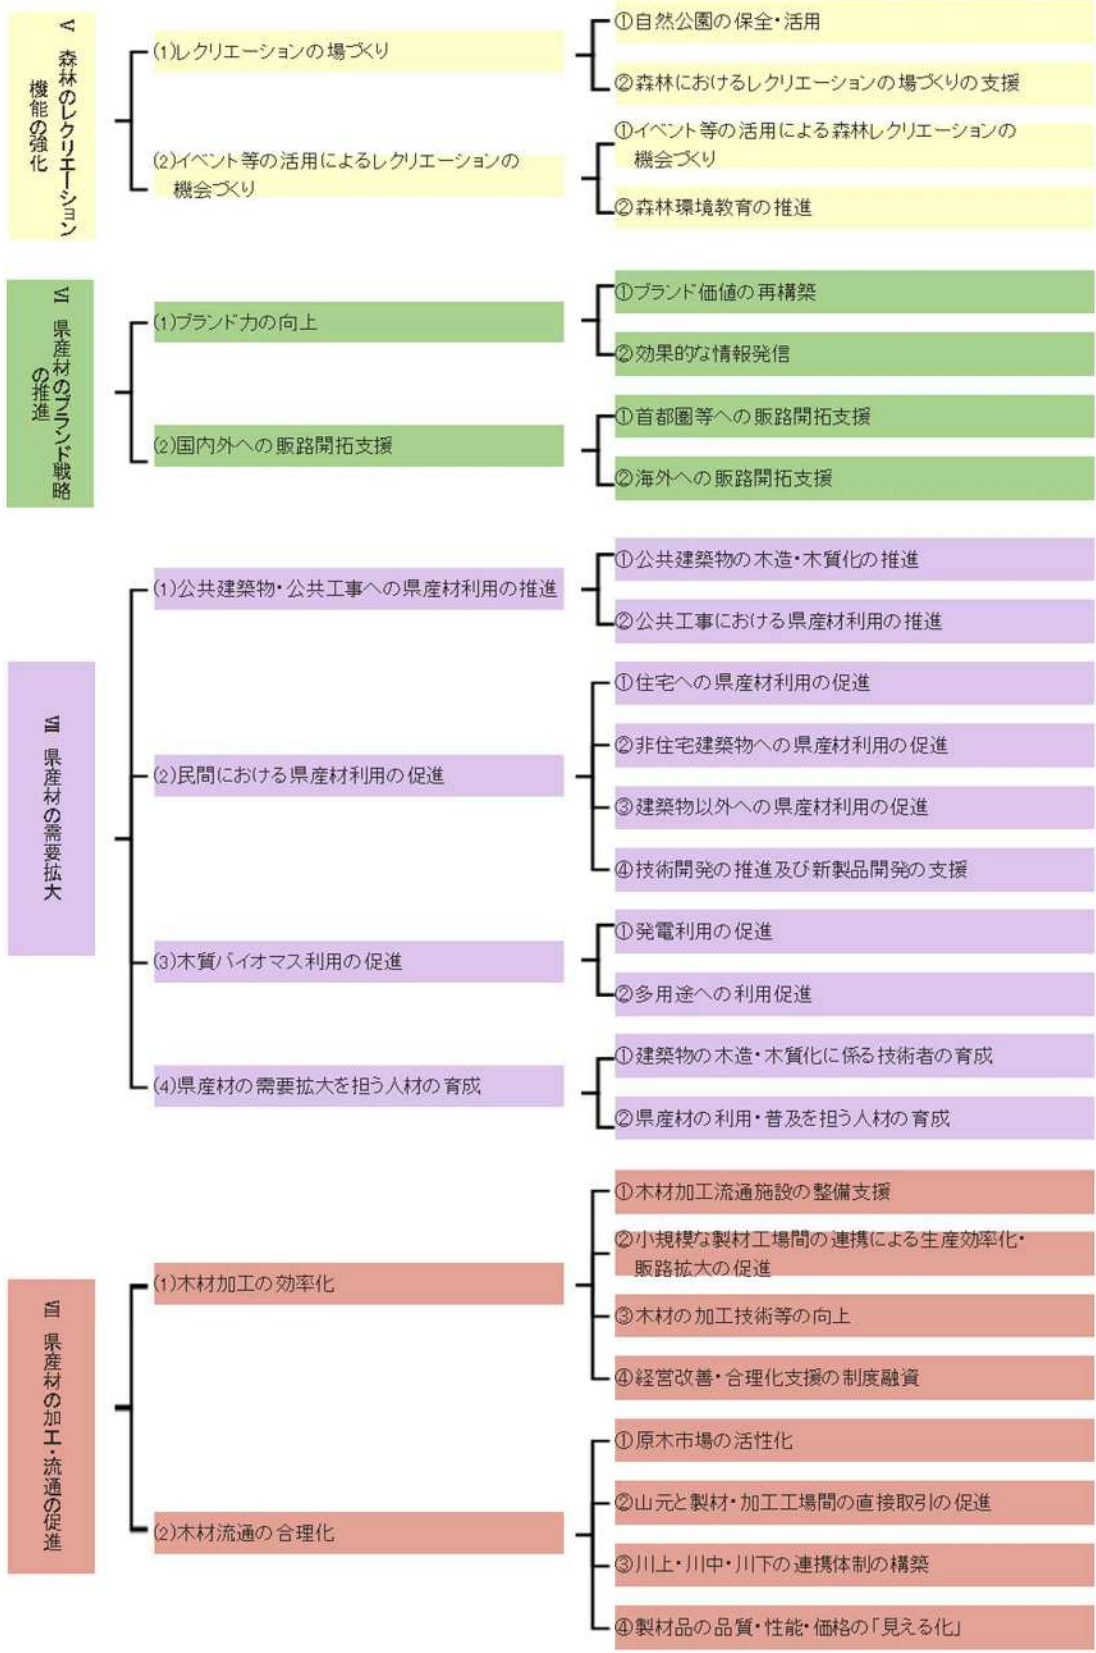 Ⅴ 森林のレクリエーション
機能の強化
(1)レクリエーションの場づくり
①自然公園の保全・活用
②森林におけるレクリエーションの場づくりの支援
(2)イベント等の活用によるレクリエーションの
機会づくり
①イベント等の活用による森林レクリエーションの
機会づくり
②森林環境教育の推進
Ⅵ 県産材のブランド戦略
の推進
(1)ブランド力の向上
①ブランド価値の再構築
②効果的な情報発信
(2)国内外への販路開拓支援
①首都圏等への販路開拓支援
②海外への販路開拓支援
Ⅶ 県産材の需要拡大
(1)公共建築物・公共工事への県産材利用の推進
①公共建築物の木造・木質化の推進
②公共工事における県産材利用の推進
(2)民間における県産材利用の促進
①住宅への県産材利用の促進
②非住宅建築物への県産材利用の促進
③建築物以外への県産材利用の促進
④技術開発の推進及び新製品開発の支援
(3)木質バイオマス利用の促進
①発電利用の促進
②多用途への利用促進
(4)県産材の需要拡大を担う人材の育成
①建築物の木造・木質化に係る技術者の育成
②県産材の利用・普及を担う人材の育成
Ⅷ 県産材の加工・流通の促進
(1)木材加工の効率化
①木材加工流通施設の整備支援
②小規模な製材工場間の連携による生産効率化・
販路拡大の促進
③木材の加工技術等の向上
④経営改善・合理化支援の制度融資
(2)木材流通の合理化
①原木市場の活性化
②山元と製材・加工工場間の直接取引の促進
③川上・川中・川下の連携体制の構築
④製材品の品質・性能・価格の「見える化」